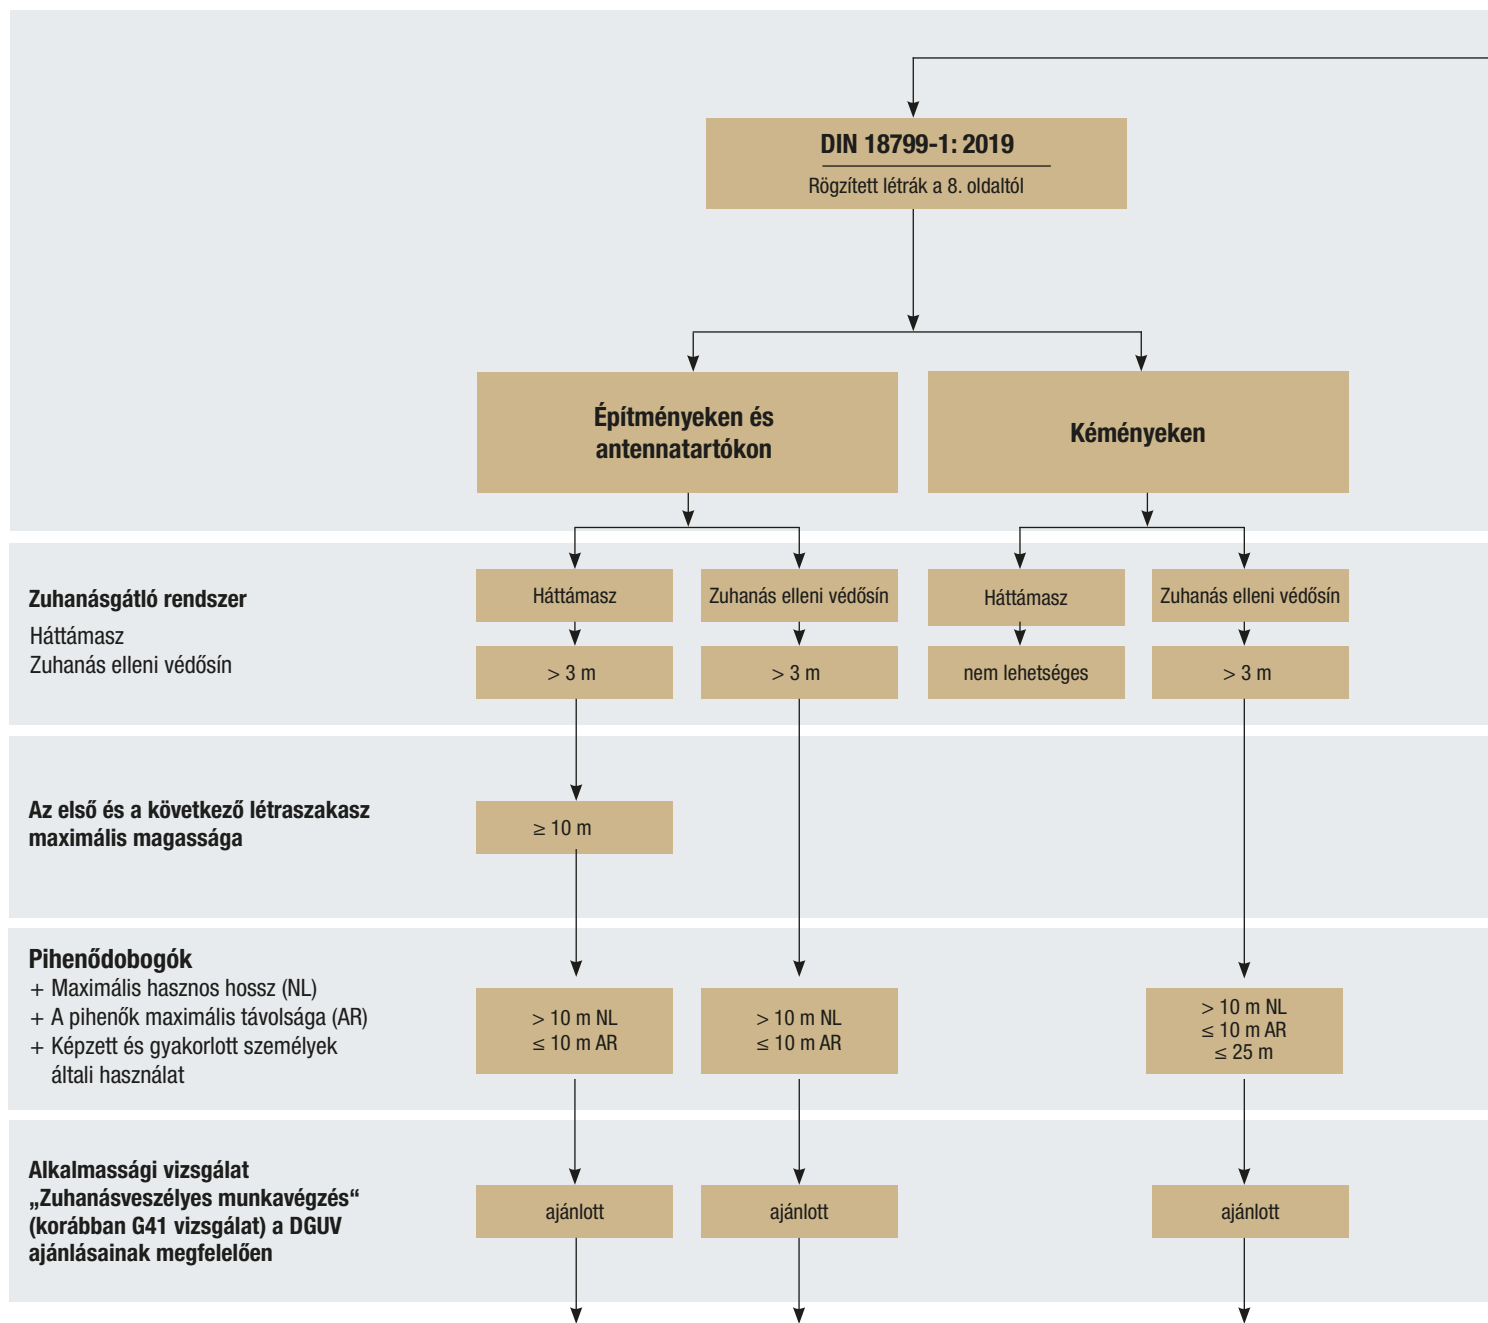 DIN 18799-1: 2019
Rögzített létrák a 8. oldaltól
Építményeken és
antennatartókon
Kéményeken
Zuhanásgátló rendszer
Háttámasz
Zuhanás elleni védősín
Háttámasz
Zuhanás elleni védősín
Háttámasz
Zuhanás elleni védősín
> 3 m
> 3 m
nem lehetséges
> 3 m
Az első és a következő létraszakasz
maximális magassága
≥ 10 m
Pihenődobogók
+ Maximális hasznos hossz (NL)
+ A pihenők maximális távolsága (AR)
+ Képzett és gyakorlott személyek
általi használat
> 10 m NL
≤ 10 m AR
> 10 m NL
≤ 10 m AR
> 10 m NL
≤ 10 m AR
≤ 25 m
Alkalmassági vizsgálat
„Zuhanásveszélyes munkavégzés“
(korábban G41 vizsgálat) a DGUV
ajánlásainak megfelelően
ajánlott
ajánlott
ajánlott